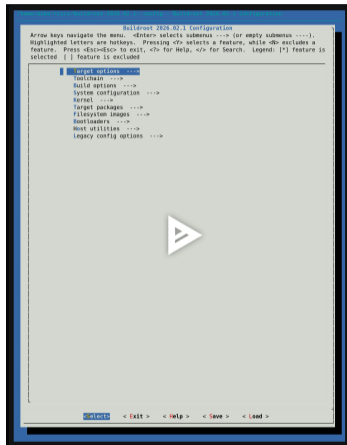 Buildroot 2026.02.1 Configuration
Arrow keys navigate the menu. <Enter> selects submenus ---> (or empty submenus ----).
Highlighted letters are hotkeys. Pressing <Y> selects a feature, while <N> excludes a
feature. Press <Esc><Esc> to exit, <?> for Help, </> for Search. Legend: [*] feature is
selected [ ] feature is excluded
Target options --->
Toolchain --->
Build options --->
System configuration --->
Kernel --->
Target packages --->
Filesystem images --->
Bootloaders --->
Host utilities --->
Legacy config options --->
<Select> < Exit > < Help > < Save > < Load >